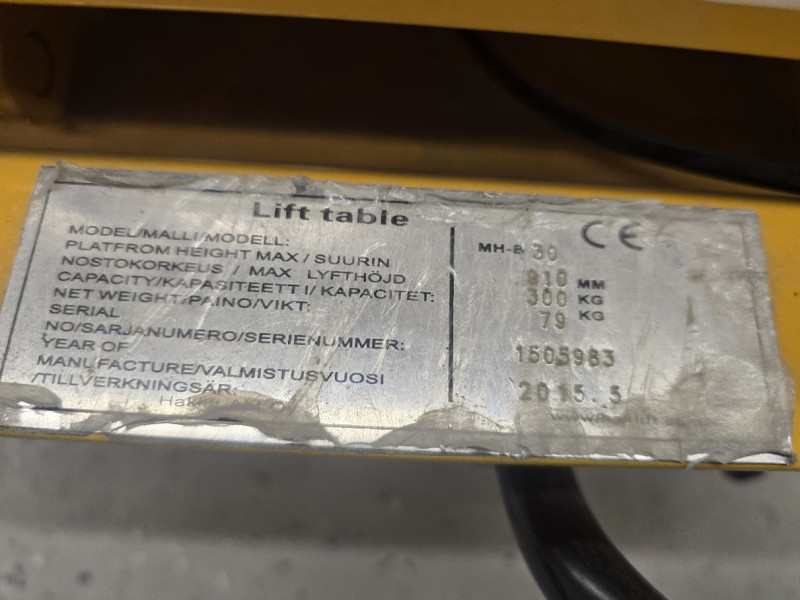 Lift table
CE
MODEL/MALLI/MODELL: MH-B 30
PLATFROM HEIGHT MAX / SUURIN
NOSTOKORKEUS / MAX LYFTHÖJD 910 MM
CAPACITY/KAPASITEETTI/ KAPACITET: 300 KG
NET WEIGHT/PAINO/VIKT: 79 KG
SERIAL
NO/SARJANUMERO/SERIENUMMER: 1505983
YEAR OF
MANUFACTURE/VALMISTUSVUOSI
/TILLVERKNINGSÄR: 2015.5